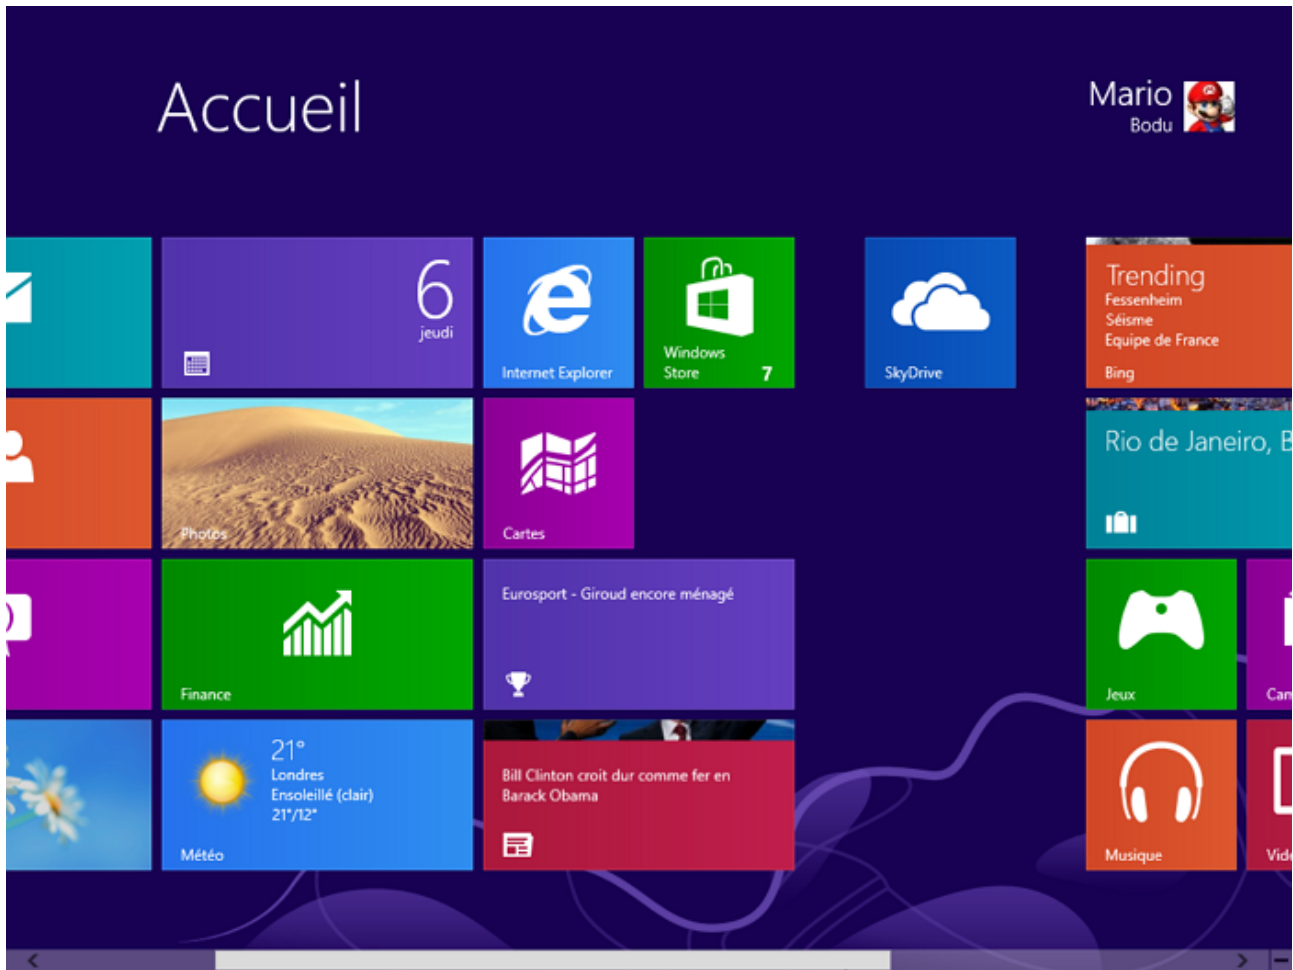 Accueil
Mario
Bodu
6
jeudi
Internet Explorer
Windows
Store 7
SkyDrive
Trending
Fessenheim
Séisme
Equipe de France
Bing
Photos
Cartes
Rio de Janeiro, B
Finance
Eurosport - Giroud encore ménagé
Jeux
Cam
21°
Londres
Ensoleillé (clair)
21°/12°
Météo
Bill Clinton croit dur comme fer en
Barack Obama
Musique
Vidé